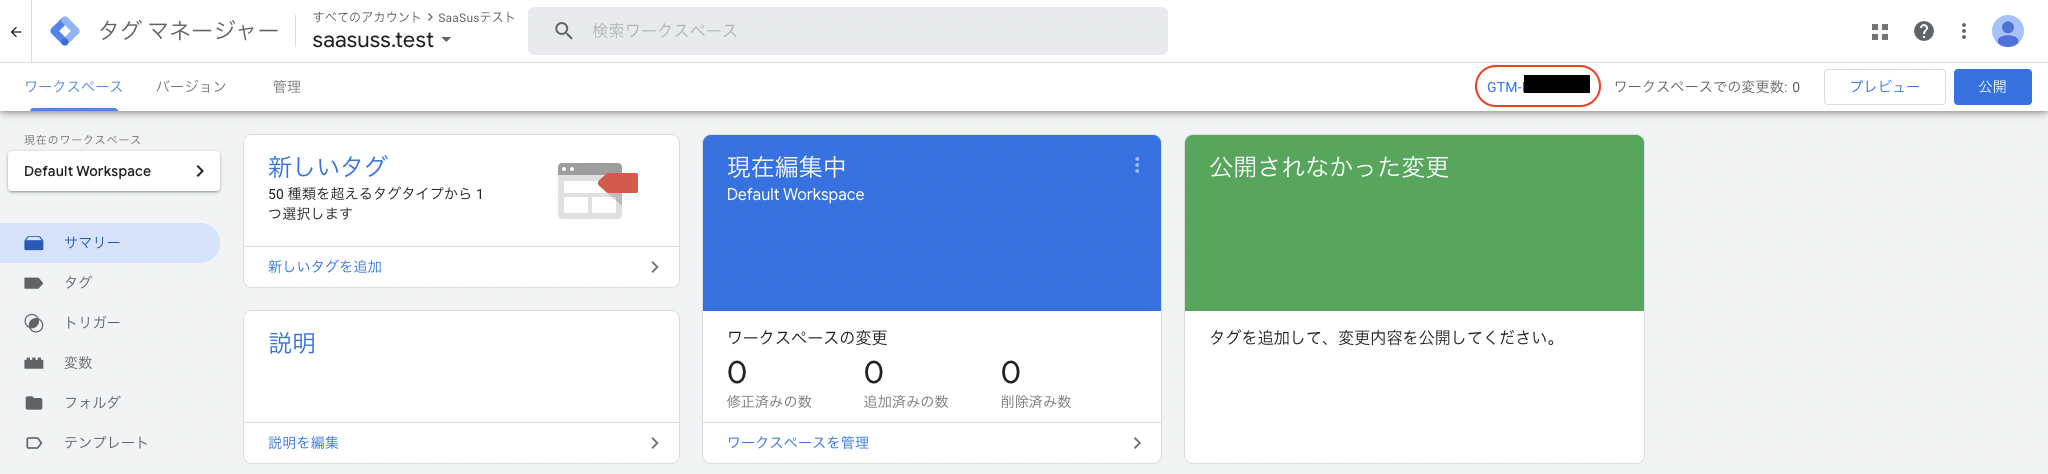 タグ マネージャー
すべてのアカウント > SaaSusテスト
saasuss.test
検索ワークスペース
ワークスペース
バージョン
管理
GTM-
ワークスペースでの変更数: 0
プレビュー
公開
現在のワークスペース
Default Workspace
サマリー
タグ
トリガー
変数
フォルダ
テンプレート
新しいタグ
50 種類を超えるタグタイプから 1
つ選択します
新しいタグを追加
説明
説明を編集
現在編集中
Default Workspace
ワークスペースの変更
0 0 0
修正済みの数 追加済みの数 削除済み数
ワークスペースを管理
公開されなかった変更
タグを追加して、変更内容を公開してください。